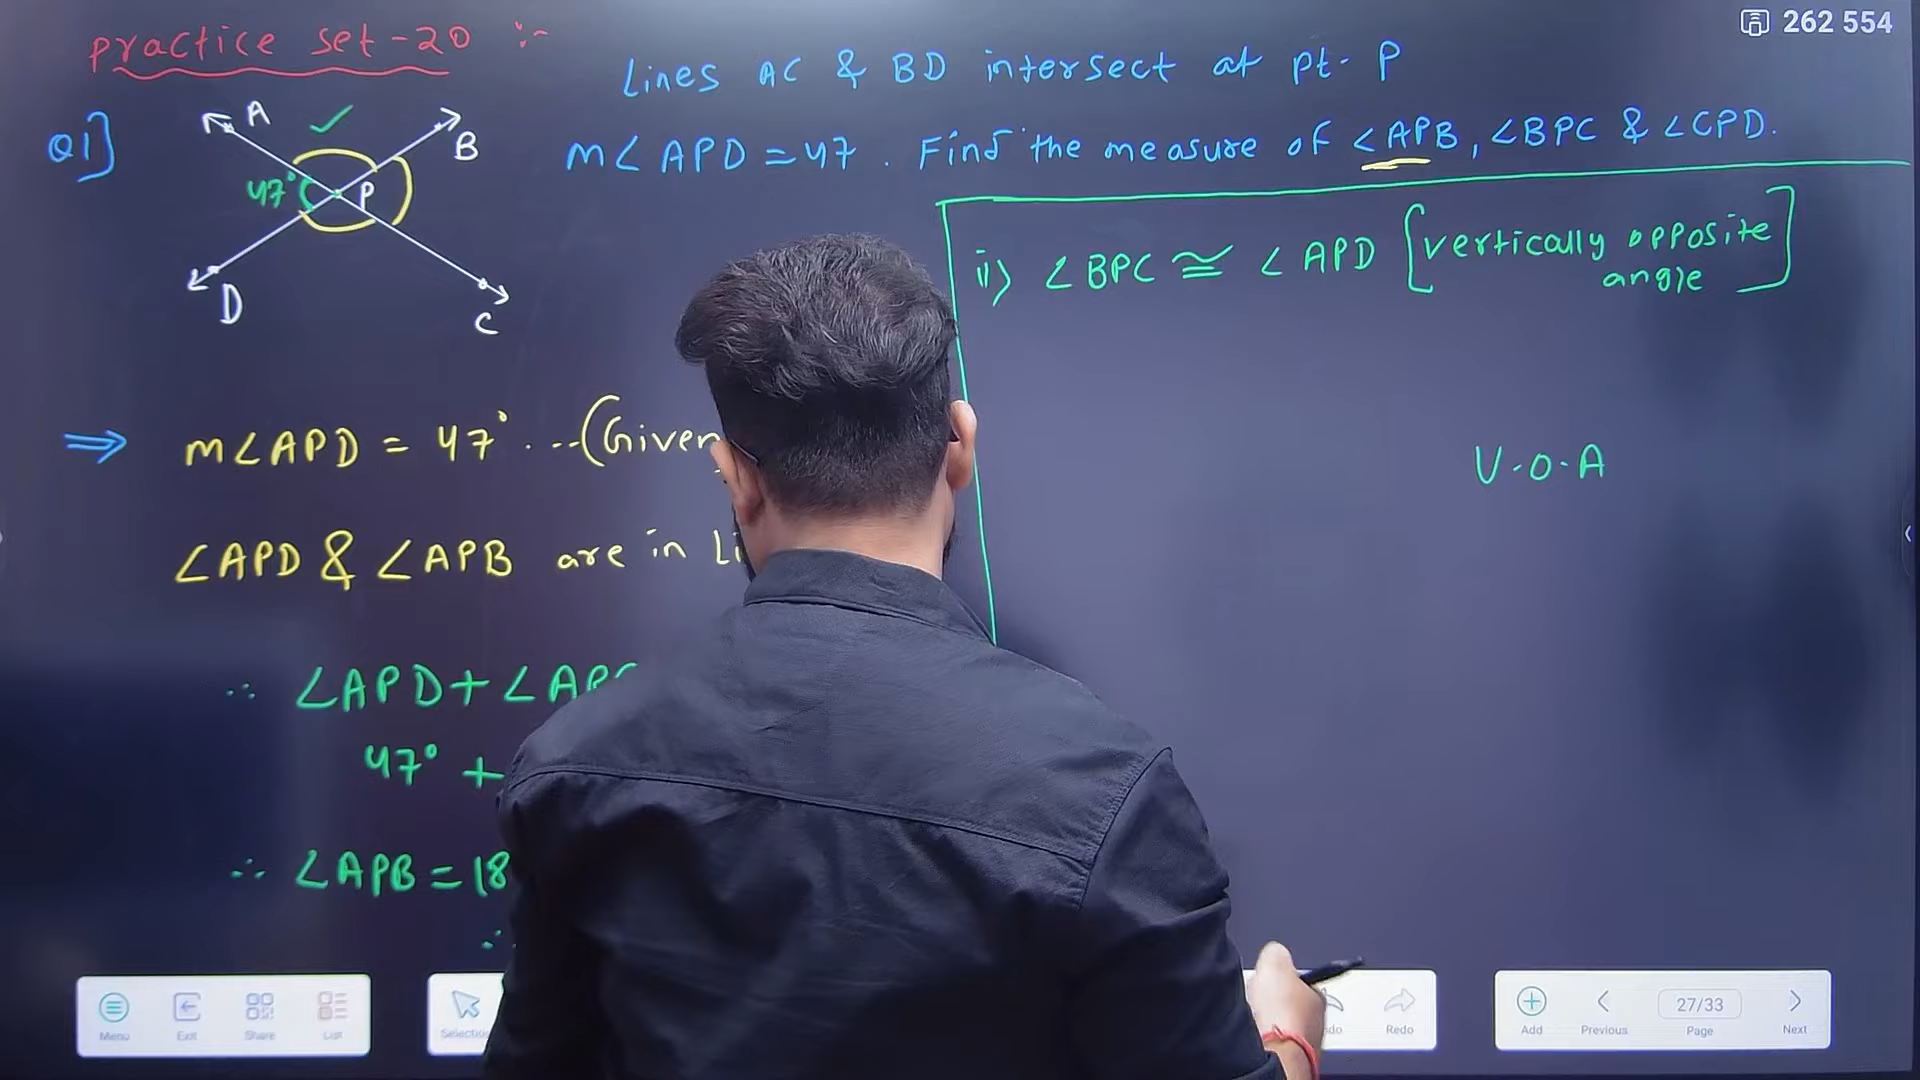 practice set-20 :-
262 554
Lines AC & BD intersect at pt- P
Q1]
m∠APD = 47 . Find the measure of ∠APB, ∠BPC & ∠CPD.
A
B
47°
P
D
C
ii) ∠BPC ≅ ∠APD [vertically opposite
angle]
V.O.A
⇒ m∠APD = 47° ...(Given
∠APD & ∠APB are in
∴ ∠APD + ∠AP
47° +
∴ ∠APB = 18
∴
Menu
Exit
Share
List
Redo
Add
Previous
27/33
Page
Next